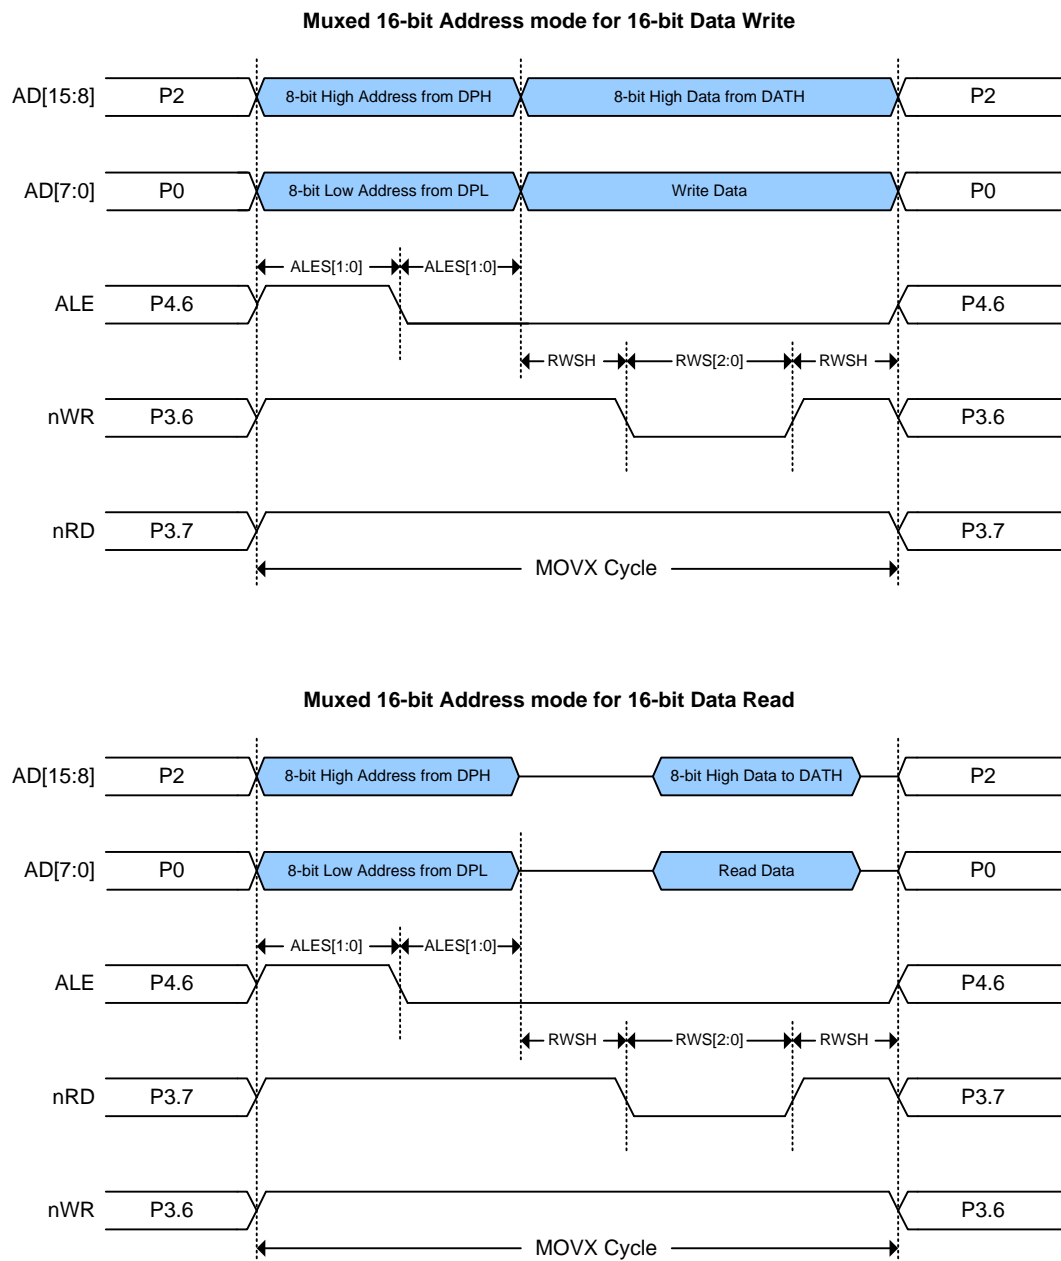 Muxed 16-bit Address mode for 16-bit Data Write
AD[15:8] P2 8-bit High Address from DPH 8-bit High Data from DATH P2
AD[7:0] P0 8-bit Low Address from DPL Write Data P0
ALES[1:0] ALES[1:0]
ALE P4.6 P4.6
RWSH RWS[2:0] RWSH
nWR P3.6 P3.6
nRD P3.7 P3.7
MOVX Cycle
Muxed 16-bit Address mode for 16-bit Data Read
AD[15:8] P2 8-bit High Address from DPH 8-bit High Data to DATH P2
AD[7:0] P0 8-bit Low Address from DPL Read Data P0
ALES[1:0] ALES[1:0]
ALE P4.6 P4.6
RWSH RWS[2:0] RWSH
nRD P3.7 P3.7
nWR P3.6 P3.6
MOVX Cycle